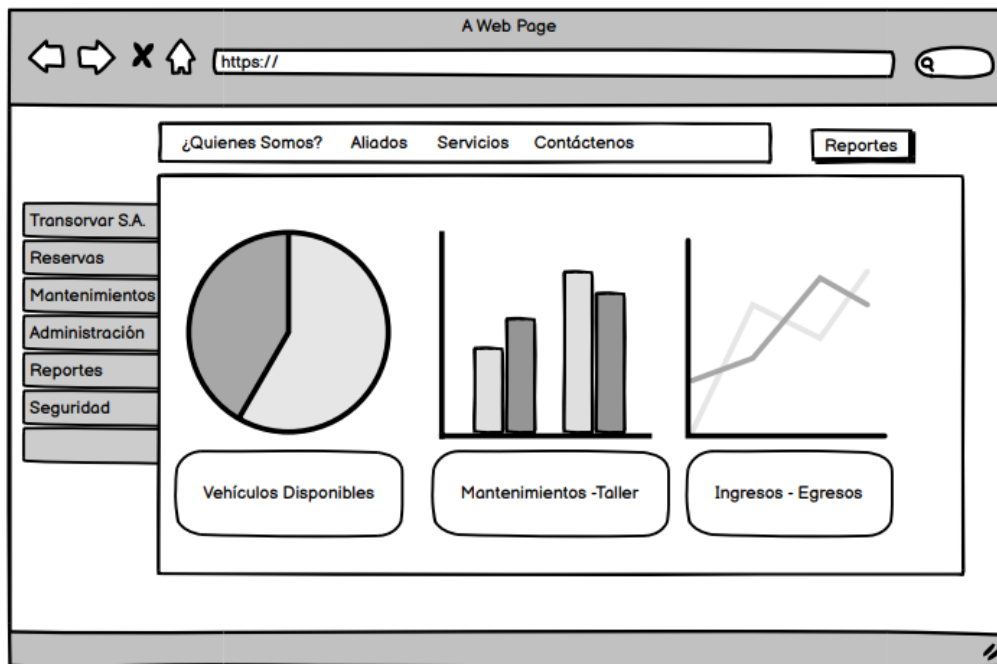 A Web Page
https://
¿Quienes Somos? Aliados Servicios Contáctenos
Reportes
Transorvar S.A.
Reservas
Mantenimientos
Administración
Reportes
Seguridad
Vehículos Disponibles
Mantenimientos -Taller
Ingresos - Egresos